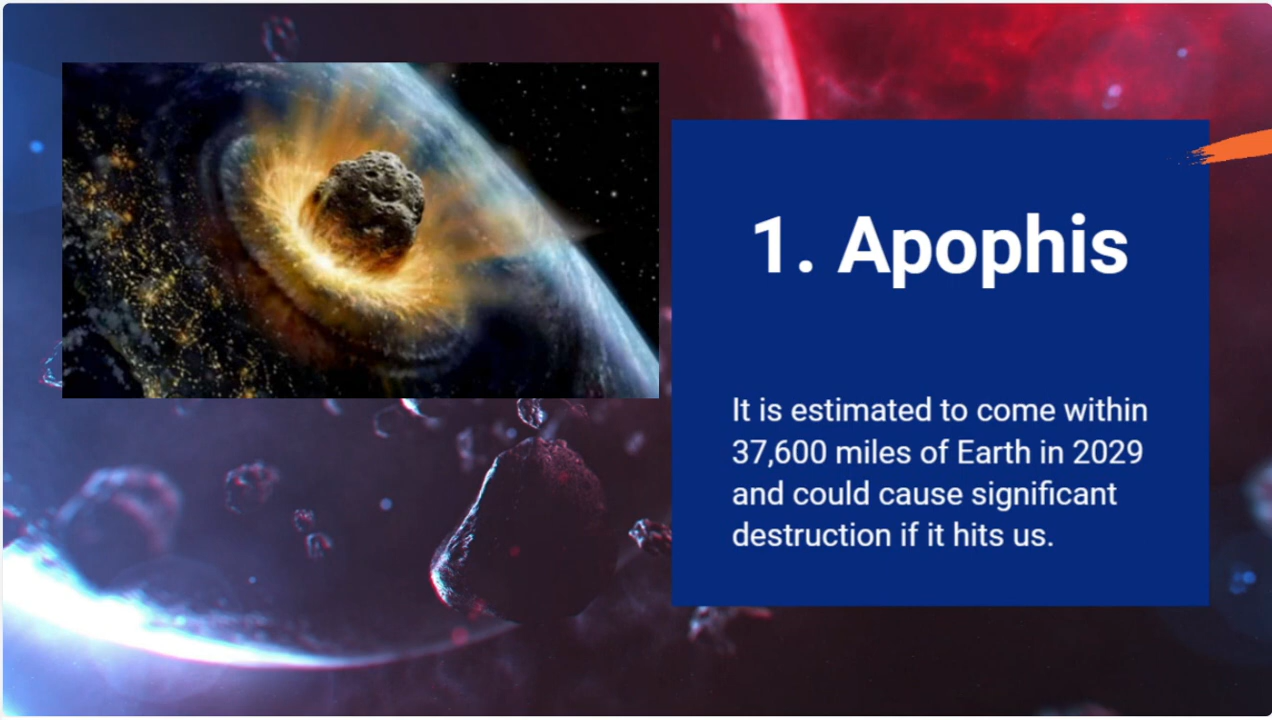 1. Apophis
It is estimated to come within
37,600 miles of Earth in 2029
and could cause significant
destruction if it hits us.